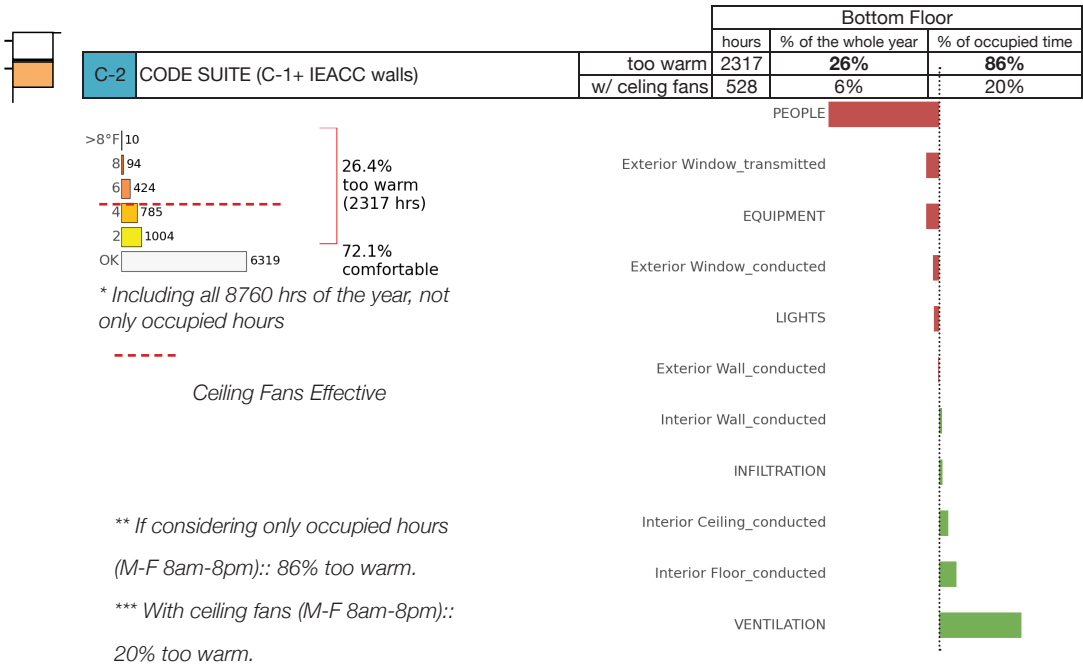 Bottom Floor
hours % of the whole year % of occupied time
C-2 CODE SUITE (C-1+ IEACC walls) too warm 2317 26% 86%
w/ celing fans 528 6% 20%
>8°F 10
8 94
6 424
4 785
2 1004
OK 6319
26.4%
too warm
(2317 hrs)
72.1%
comfortable
* Including all 8760 hrs of the year, not
only occupied hours
Ceiling Fans Effective
** If considering only occupied hours
(M-F 8am-8pm):: 86% too warm.
*** With ceiling fans (M-F 8am-8pm)::
20% too warm.
PEOPLE
Exterior Window_transmitted
EQUIPMENT
Exterior Window_conducted
LIGHTS
Exterior Wall_conducted
Interior Wall_conducted
INFILTRATION
Interior Ceiling_conducted
Interior Floor_conducted
VENTILATION